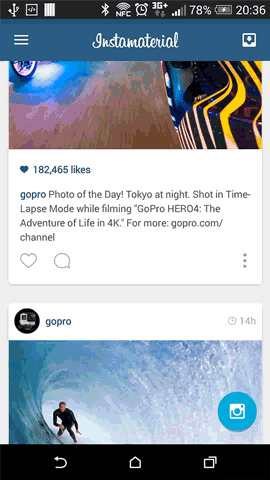 NFC 3G+ 78% 20:36
Instamaterial
182,465 likes
gopro Photo of the Day! Tokyo at night. Shot in Time-
Lapse Mode while filming "GoPro HERO4: The
Adventure of Life in 4K." For more: gopro.com/
channel
gopro 14h